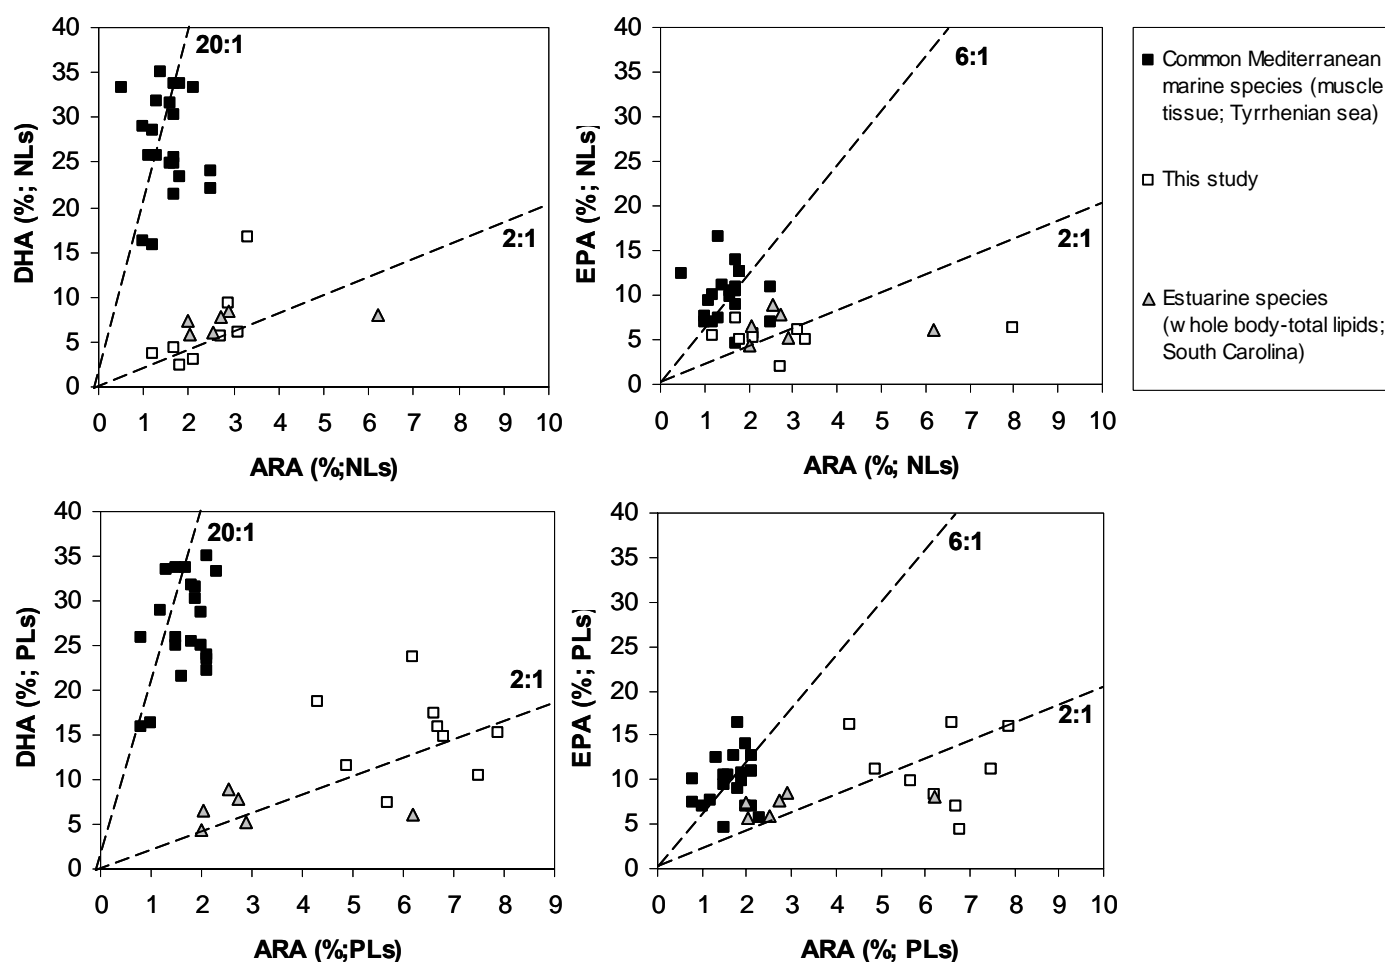 40
35
30
25
20
15
10
5
0
DHA (%; NLs)
20:1
2:1
0 1 2 3 4 5 6 7 8 9 10
ARA (%;NLs)
40
35
30
25
20
15
10
5
0
EPA (%; NLs)
6:1
2:1
0 1 2 3 4 5 6 7 8 9 10
ARA (%; NLs)
Common Mediterranean
marine species (muscle
tissue; Tyrrhenian sea)
This study
Estuarine species
(whole body-total lipids;
South Carolina)
40
35
30
25
20
15
10
5
0
DHA (%; PLs)
20:1
2:1
0 1 2 3 4 5 6 7 8 9
ARA (%;PLs)
40
35
30
25
20
15
10
5
0
EPA (%; PLs)
6:1
2:1
0 1 2 3 4 5 6 7 8 9 10
ARA (%; PLs)